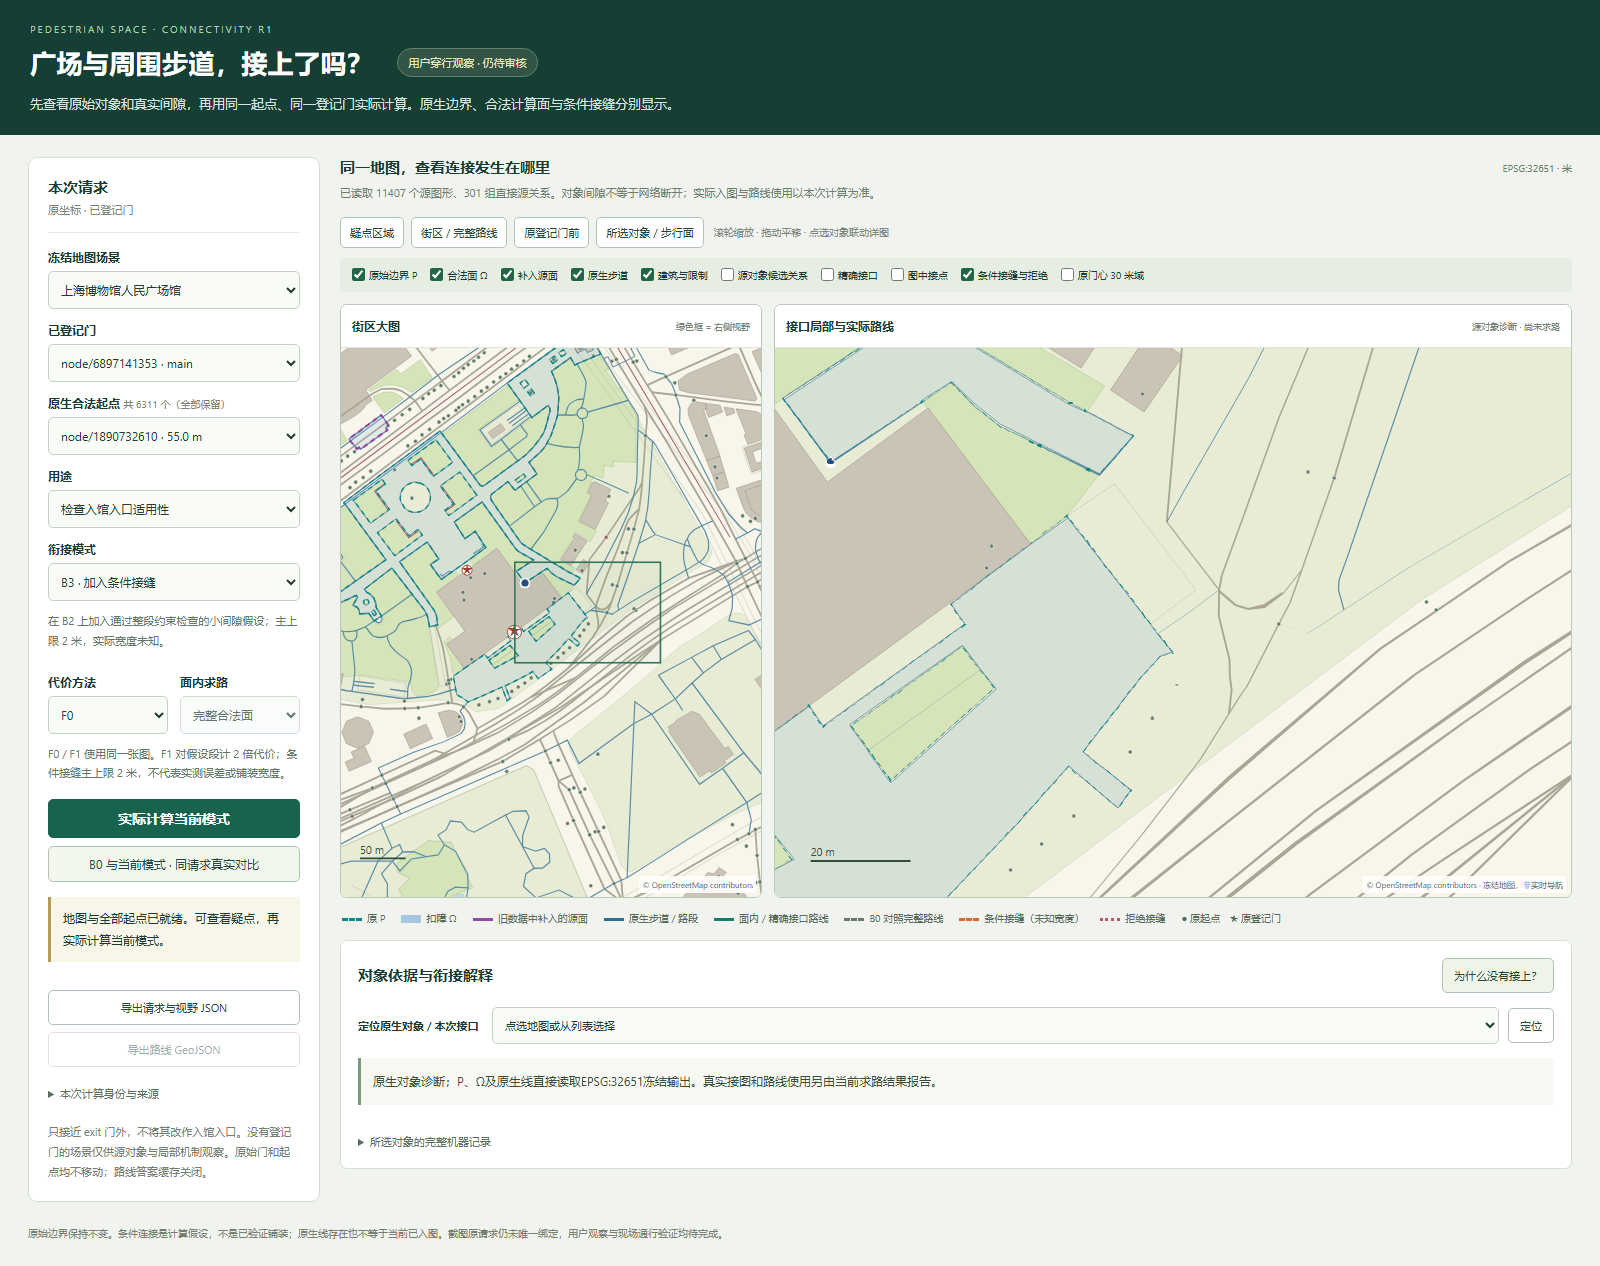 PEDESTRIAN SPACE · CONNECTIVITY R1
广场与周围步道，接上了吗？
用户穿行观察 · 仍待审核
先查看原始对象和真实间隙，再用同一起点、同一登记门实际计算。原生边界、合法计算面与条件接缝分别显示。
本次请求
原坐标 · 已登记门
冻结地图场景
上海博物馆人民广场馆
已登记门
node/6897141353 · main
原生合法起点 共 6311 个（全部保留）
node/1890732610 · 55.0 m
用途
检查入馆入口适用性
衔接模式
B3 · 加入条件接缝
在 B2 上加入通过整段约束检查的小间隙假设；主上
限 2 米，实际宽度未知。
代价方法
面内求路
F0
完整合法面
F0 / F1 使用同一张图。F1 对假设段计 2 倍代价；条
件接缝主上限 2 米，不代表实测误差或铺装宽度。
实际计算当前模式
B0 与当前模式 · 同请求真实对比
地图与全部起点已就绪。可查看疑点，再
实际计算当前模式。
导出请求与视野 JSON
导出路线 GeoJSON
本次计算身份与来源
只接近 exit 门外，不将其改作入馆入口。没有登记
门的场景仅供源对象与局部机制观察。原始门和起
点均不移动；路线答案缓存关闭。
同一地图，查看连接发生在哪里
EPSG:32651 · 米
已读取 11407 个源图形、301 组直接源关系。对象间隙不等于网络断开；实际入图与路线使用以本次计算为准。
疑点区域
街区 / 完整路线
原登记门前
所选对象 / 步行面
滚轮缩放 · 拖动平移 · 点选对象联动详图
原始边界 P
合法面 Ω
补入源面
原生步道
建筑与限制
源对象候选关系
精确接口
图中接点
条件接缝与拒绝
原门心 30 米域
街区大图
绿色框 = 右侧视野
50 m
© OpenStreetMap contributors
接口局部与实际路线
源对象诊断 · 尚未求路
20 m
© OpenStreetMap contributors · 冻结地图，非实时导航
原 P
扣障 Ω
旧数据中补入的源面
原生步道 / 路段
面内 / 精确接口路线
B0 对照完整路线
条件接缝（未知宽度）
拒绝接缝
● 原起点
★ 原登记门
对象依据与衔接解释
为什么没有接上？
定位原生对象 / 本次接口
点选地图或从列表选择
定位
原生对象诊断；P、Ω及原生线直接读取EPSG:32651冻结输出。真实接图和路线使用另由当前求路结果报告。
所选对象的完整机器记录
原始边界保持不变。条件连接是计算假设，不是已验证铺装；原生线存在也不等于当前已入图。截图原请求仍未唯一绑定，用户观察与现场通行验证均待完成。